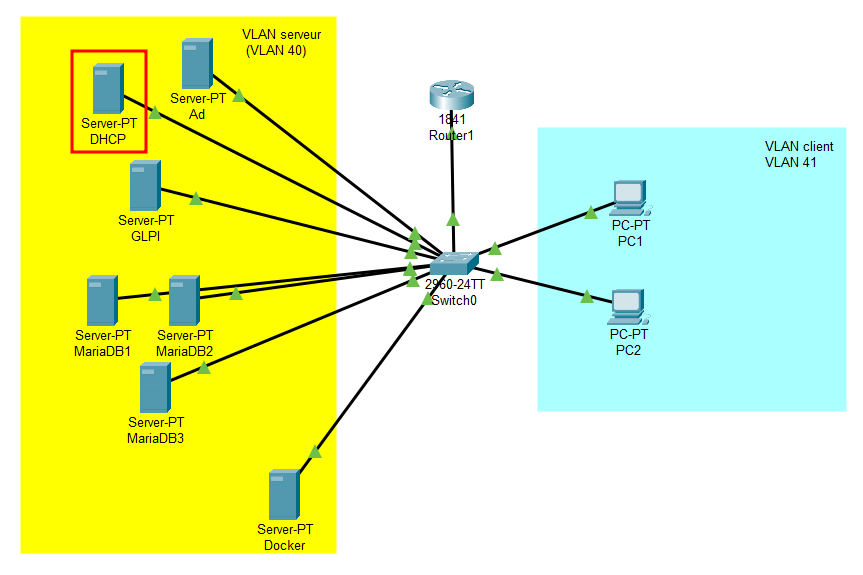 VLAN serveur
(VLAN 40)
Server-PT
Ad
Server-PT
DHCP
1841
Router1
VLAN client
VLAN 41
Server-PT
GLPI
PC-PT
PC1
2960-24TT
Switch0
Server-PT
MariaDB1
Server-PT
MariaDB2
PC-PT
PC2
Server-PT
MariaDB3
Server-PT
Docker